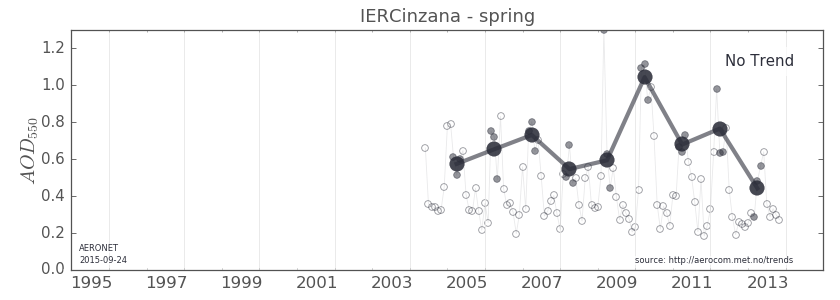 IERCinzana - spring
No Trend
AOD550
1.2
1.0
0.8
0.6
0.4
0.2
0.0
AERONET
2015-09-24
source: http://aerocom.met.no/trends
1995 1997 1999 2001 2003 2005 2007 2009 2011 2013